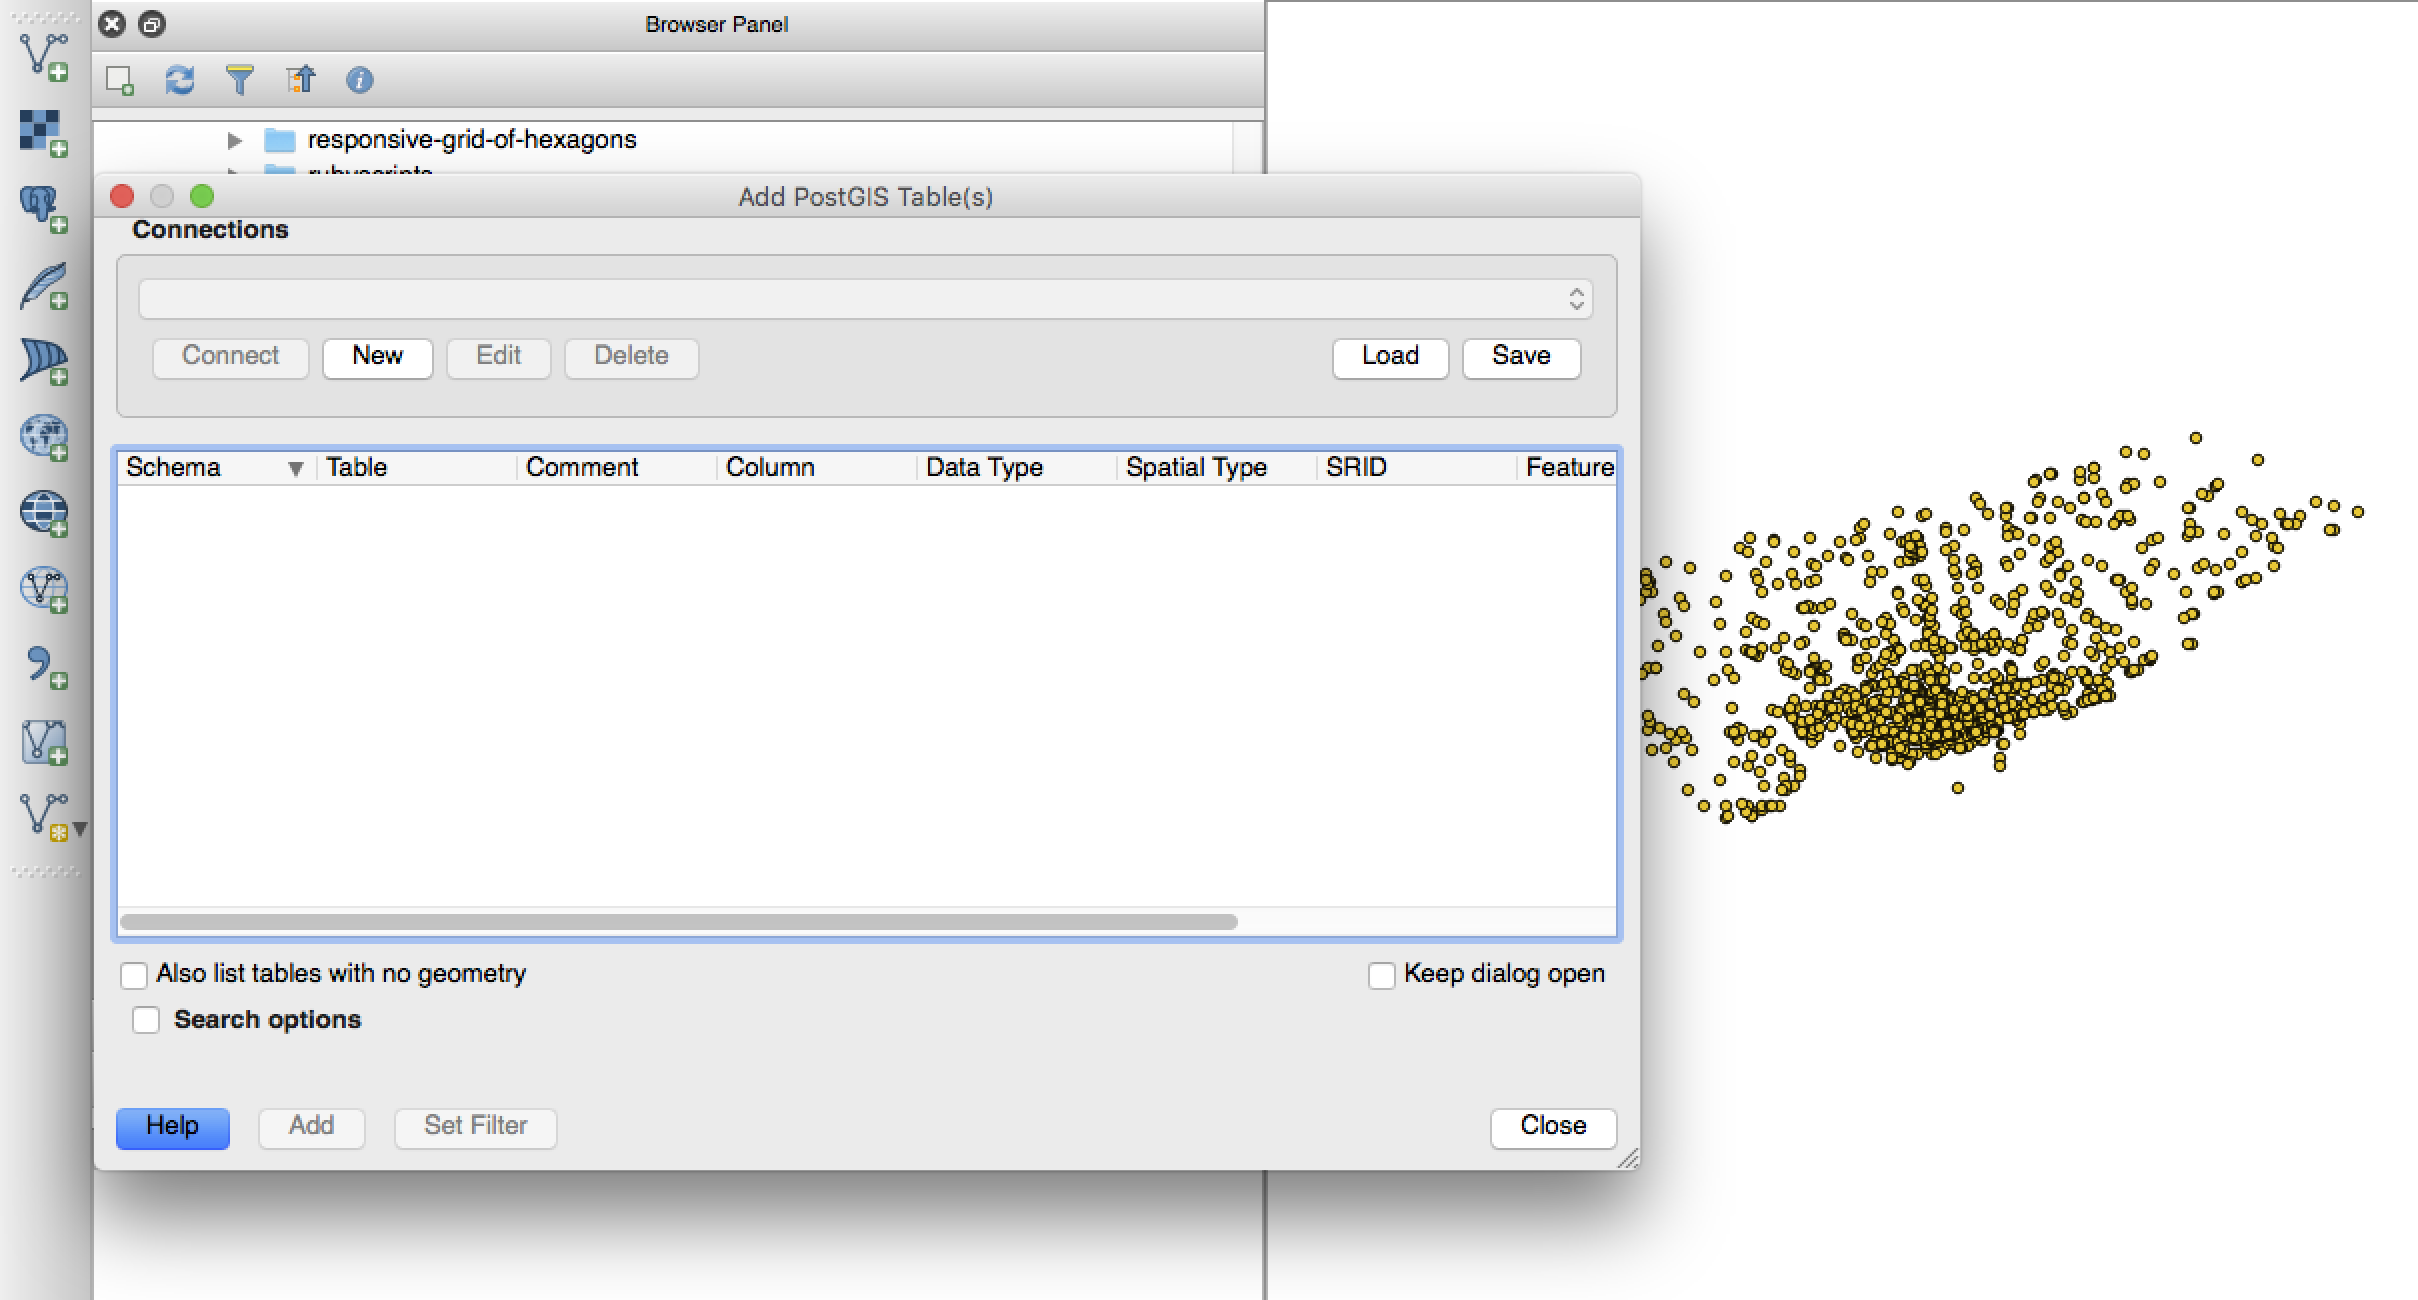 Browser Panel
responsive-grid-of-hexagons
rubyscripts
Add PostGIS Table(s)
Connections
Connect New Edit Delete Load Save
Schema Table Comment Column Data Type Spatial Type SRID Feature
Also list tables with no geometry Keep dialog open
Search options
Help Add Set Filter Close